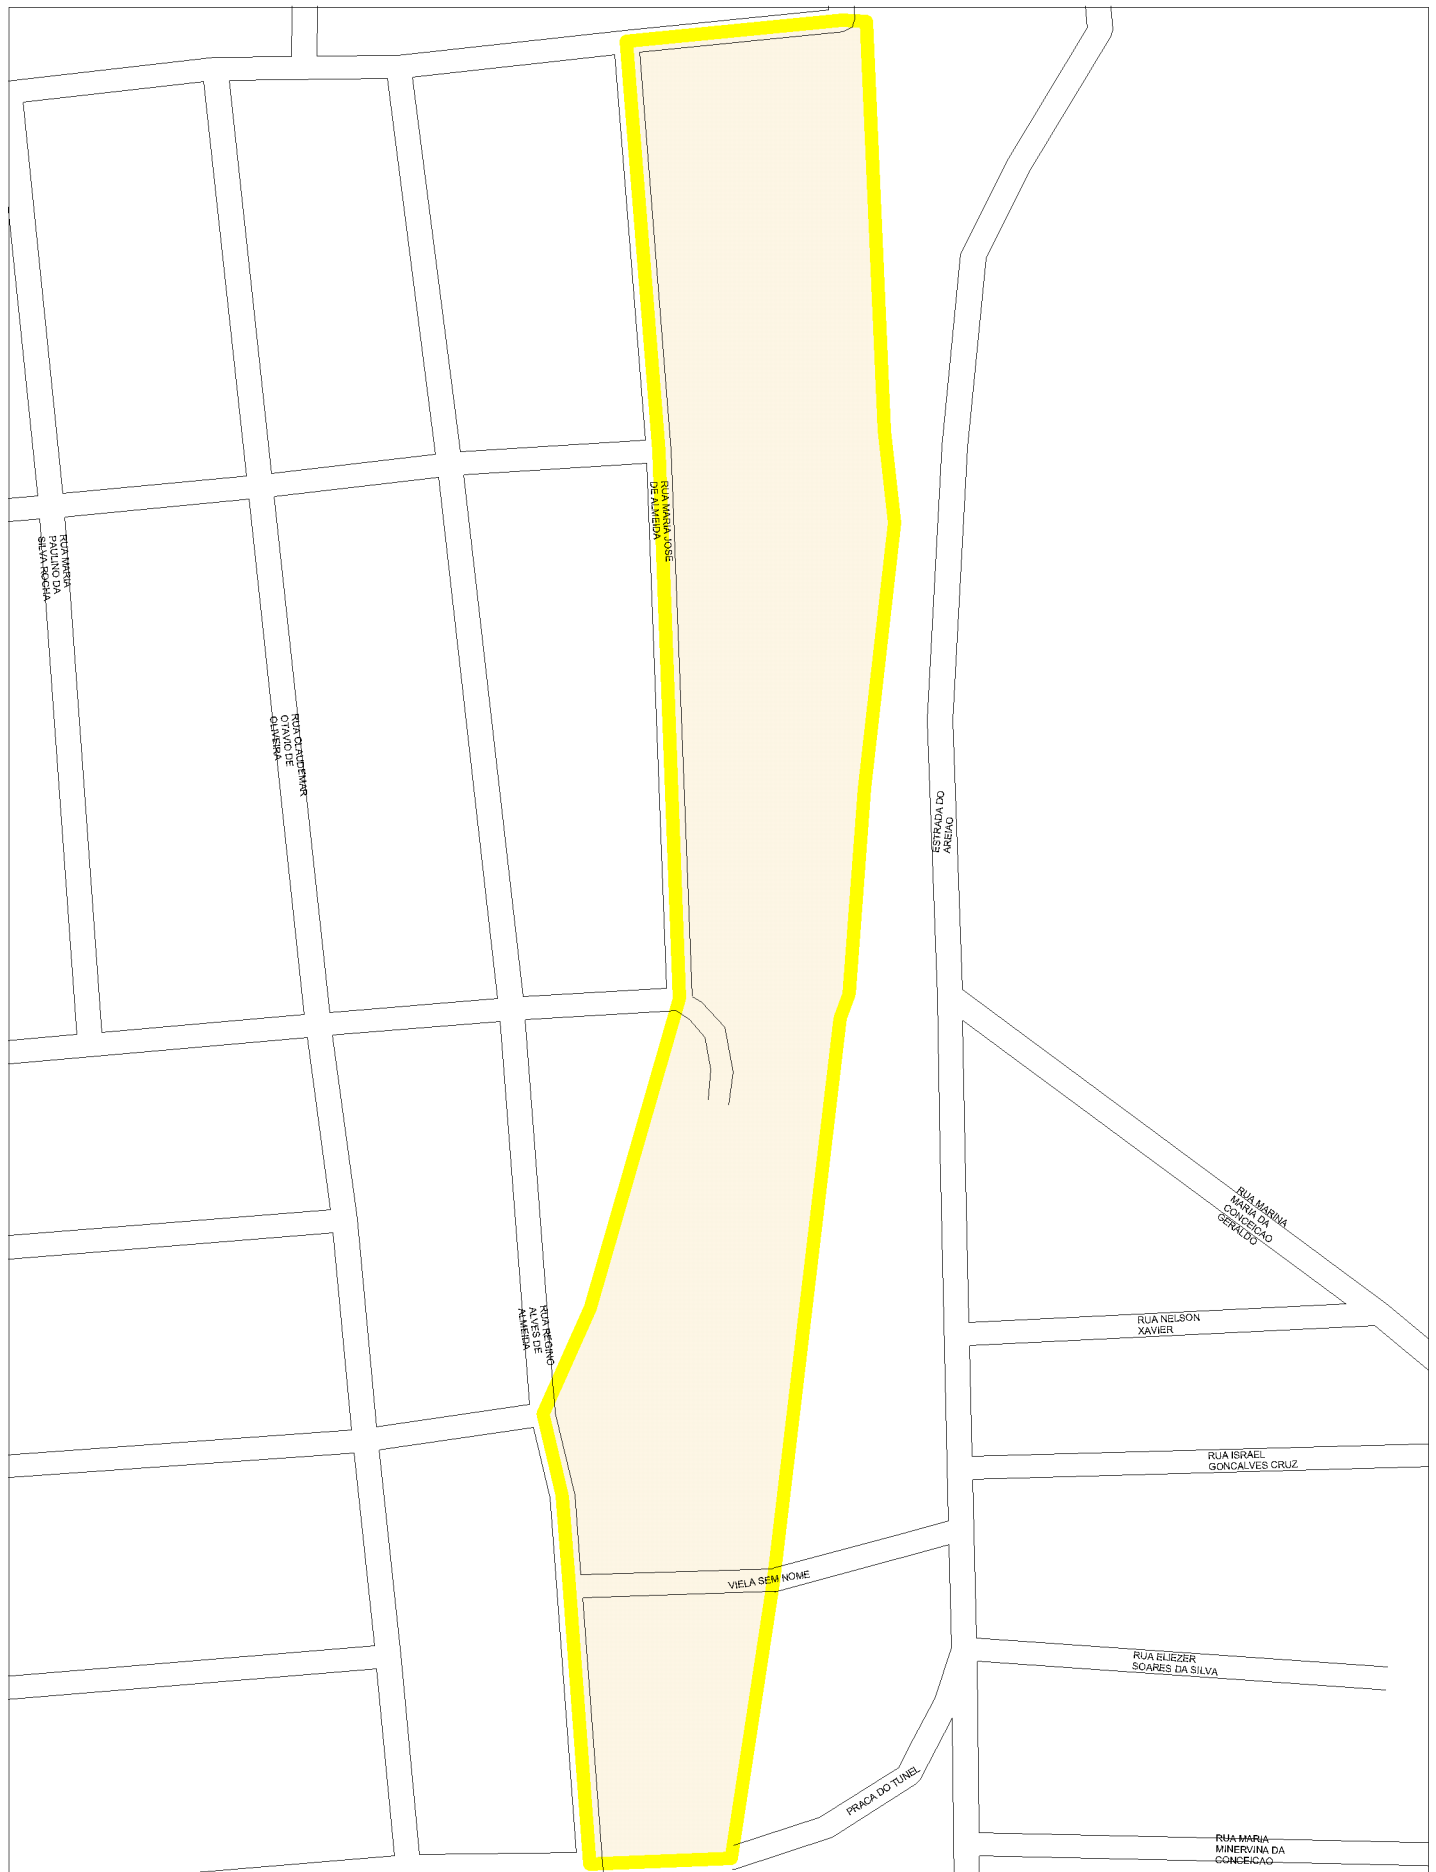 RUA MARIA JOSE
DE ALMEIDA
RUA MARIA
PAULINO DA
SILVA ROCHA
RUA CLAUDEMAR
OTAVIO DE
OLIVEIRA
ESTRADA DO
AREIAO
RUA MARINA
MARIA DA
CONCEICAO
GERALDO
RUA REGINO
ALVES DE
ALMEIDA
RUA NELSON
XAVIER
RUA ISRAEL
GONCALVES CRUZ
VIELA SEM NOME
RUA ELIEZER
SOARES DA SILVA
PRACA DO TUNEL
RUA MARIA
MINERVINA DA
CONCEICAO